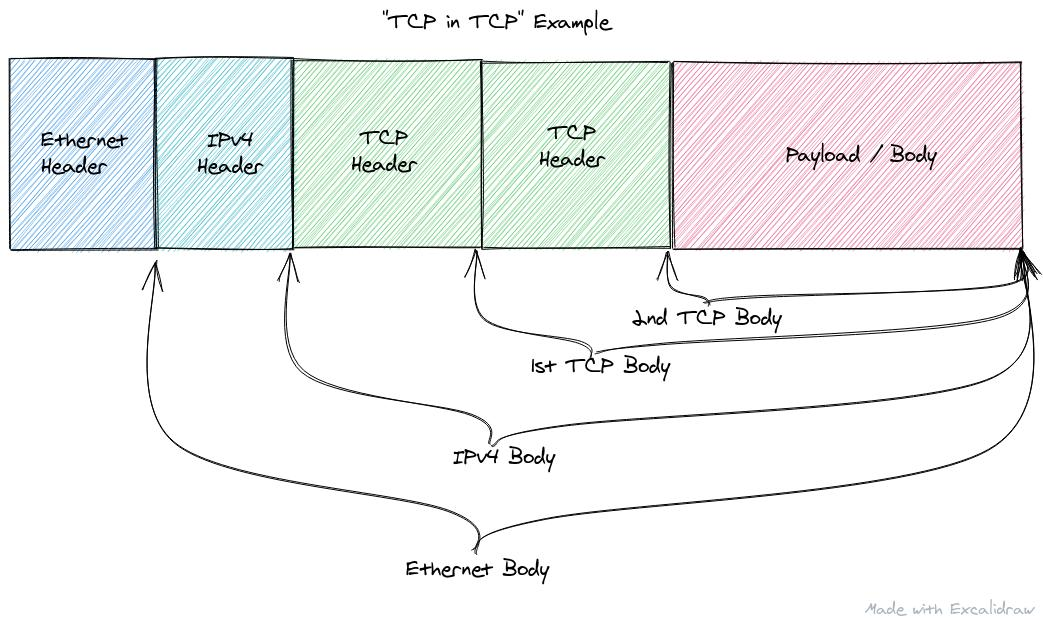 "TCP in TCP" Example
Ethernet
Header
IPv4
Header
TCP
Header
TCP
Header
Payload / Body
2nd TCP Body
1st TCP Body
IPv4 Body
Ethernet Body
Made with Excalidraw